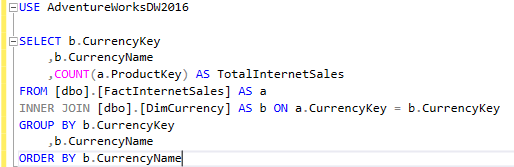 USE AdventureWorksDW2016
SELECT b.CurrencyKey
,b.CurrencyName
,COUNT(a.ProductKey) AS TotalInternetSales
FROM [dbo].[FactInternetSales] AS a
INNER JOIN [dbo].[DimCurrency] AS b ON a.CurrencyKey = b.CurrencyKey
GROUP BY b.CurrencyKey
,b.CurrencyName
ORDER BY b.CurrencyName